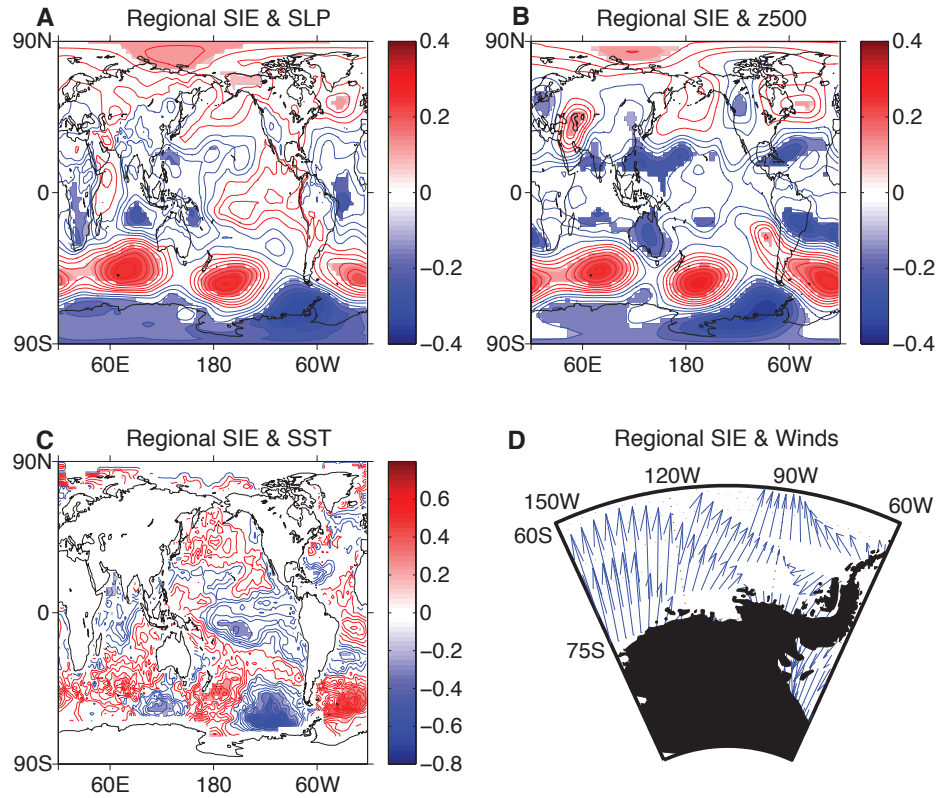 A Regional SIE & SLP
90N
0
90S
60E 180 60W
0.4
0.2
0
−0.2
−0.4
B Regional SIE & z500
90N
0
90S
60E 180 60W
0.4
0.2
0
−0.2
−0.4
C Regional SIE & SST
90N
0
90S
60E 180 60W
0.6
0.4
0.2
0
−0.2
−0.4
−0.6
−0.8
D Regional SIE & Winds
150W 120W 90W 60W
60S
75S